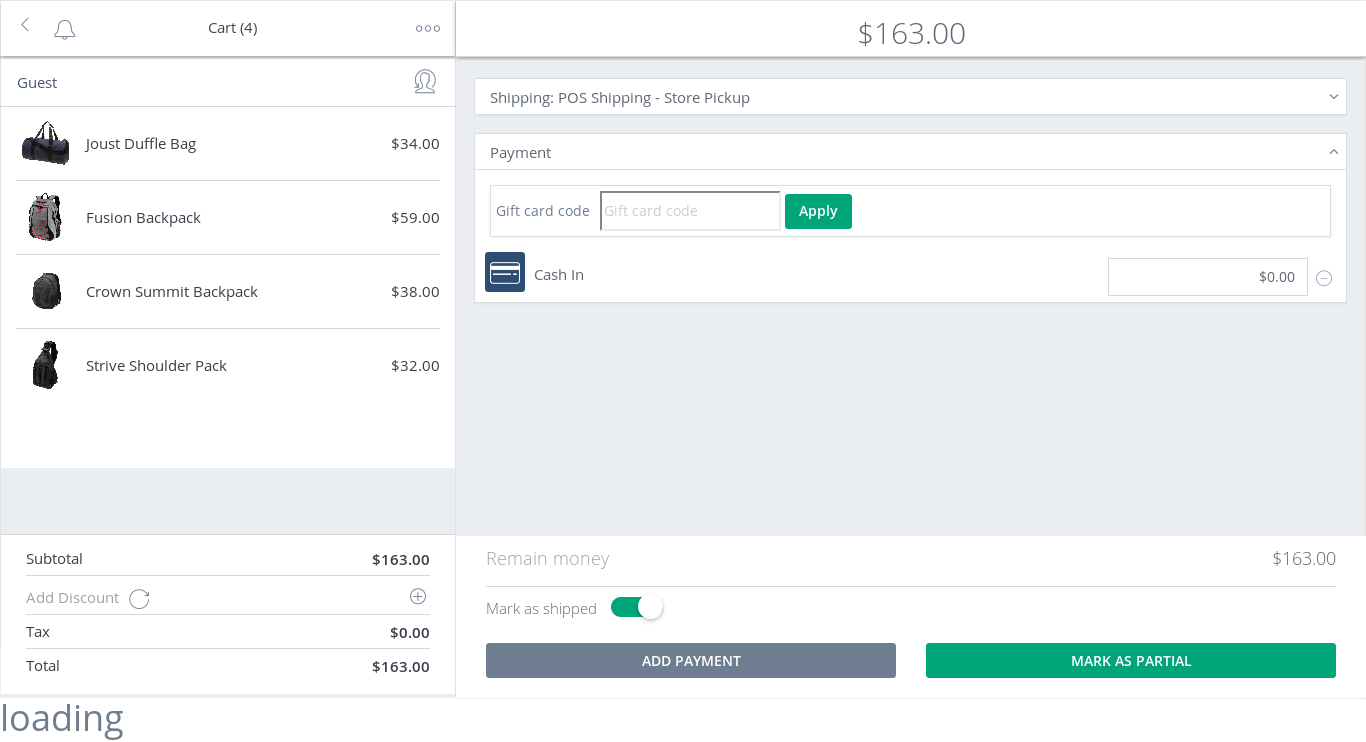 Cart (4)
$163.00
Guest
Joust Duffle Bag $34.00
Fusion Backpack $59.00
Crown Summit Backpack $38.00
Strive Shoulder Pack $32.00
Subtotal $163.00
Add Discount
Tax $0.00
Total $163.00
Shipping: POS Shipping - Store Pickup
Payment
Gift card code Gift card code Apply
Cash In $0.00
Remain money $163.00
Mark as shipped
ADD PAYMENT MARK AS PARTIAL
loading